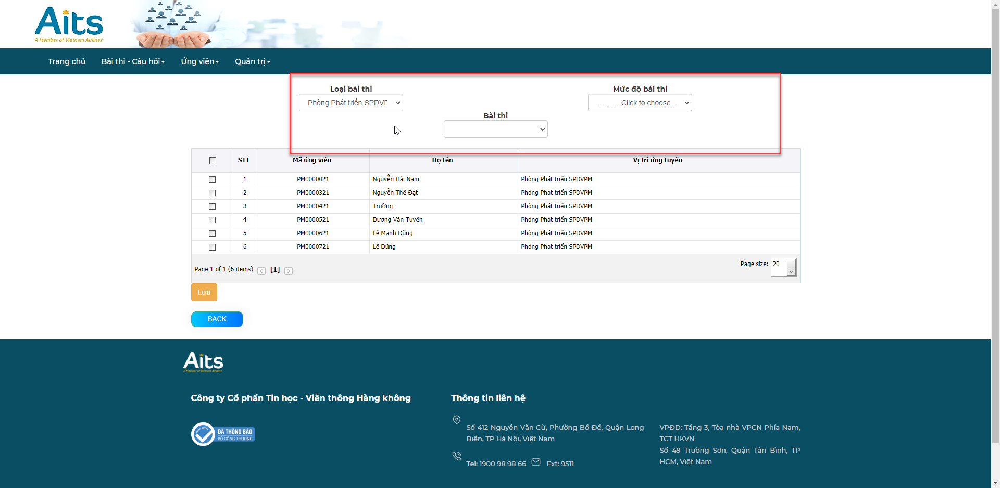 Aits
A Member of Vietnam Airlines
Trang chủ Bài thi - Câu hỏi Ứng viên Quản trị
Loại bài thi Mức độ bài thi
Phòng Phát triển SPDVP ............Click to choose...
Bài thi
STT Mã ứng viên Họ tên Vị trí ứng tuyển
1 PM0000021 Nguyễn Hải Nam Phòng Phát triển SPDVPM
2 PM0000321 Nguyễn Thế Đạt Phòng Phát triển SPDVPM
3 PM0000421 Trường Phòng Phát triển SPDVPM
4 PM0000521 Dương Văn Tuyến Phòng Phát triển SPDVPM
5 PM0000621 Lê Mạnh Dũng Phòng Phát triển SPDVPM
6 PM0000721 Lê Dũng Phòng Phát triển SPDVPM
Page 1 of 1 (6 items) < [1] > Page size: 20
Lưu
BACK
Aits
A Member of Vietnam Airlines
Công ty Cổ phần Tin học - Viễn thông Hàng không
ĐÃ THÔNG BÁO
BỘ CÔNG THƯƠNG
Thông tin liên hệ
Số 412 Nguyễn Văn Cừ, Phường Bồ Đề, Quận Long
Biên, TP Hà Nội, Việt Nam
Tel: 1900 98 98 66 Ext: 9511
VPĐD: Tầng 3, Tòa nhà VPCN Phía Nam,
TCT HKVN
Số 49 Trường Sơn, Quận Tân Bình, TP
HCM, Việt Nam